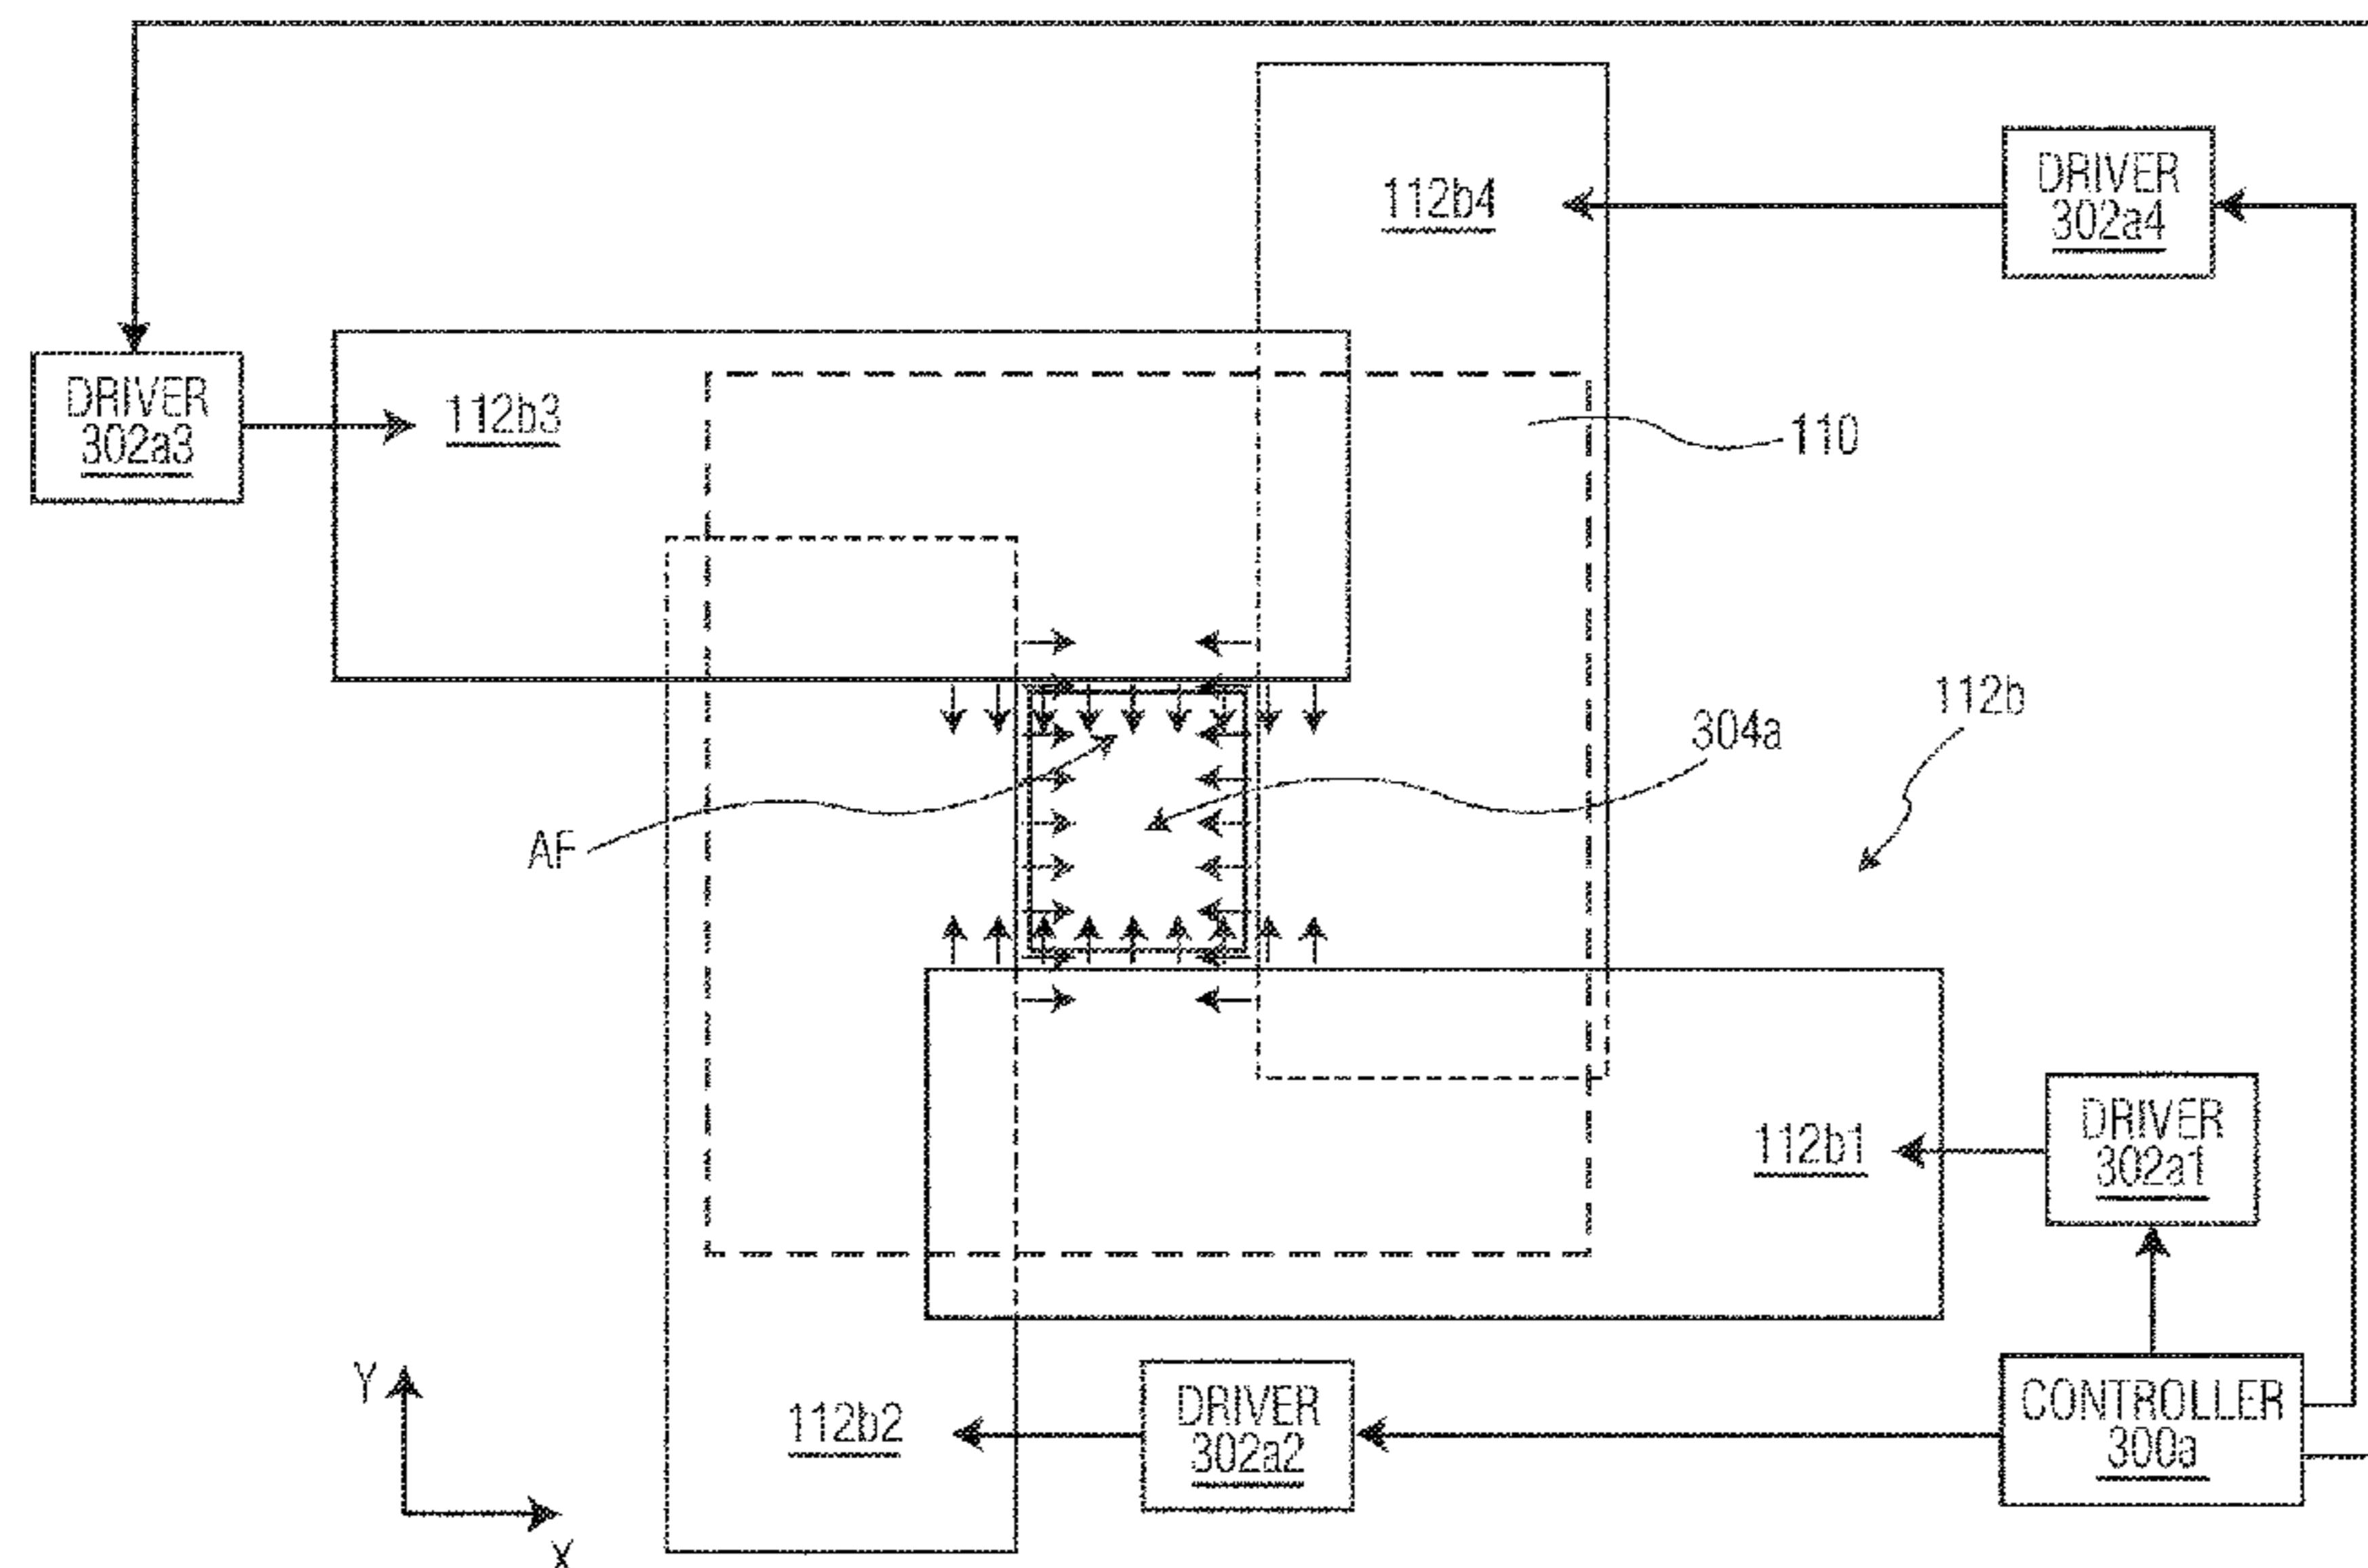 112b4
DRIVER
302a4
DRIVER
302a3
112b3
110
112b
304a
AF
112b1
DRIVER
302a1
Y
X
112b2
DRIVER
302a2
CONTROLLER
300a